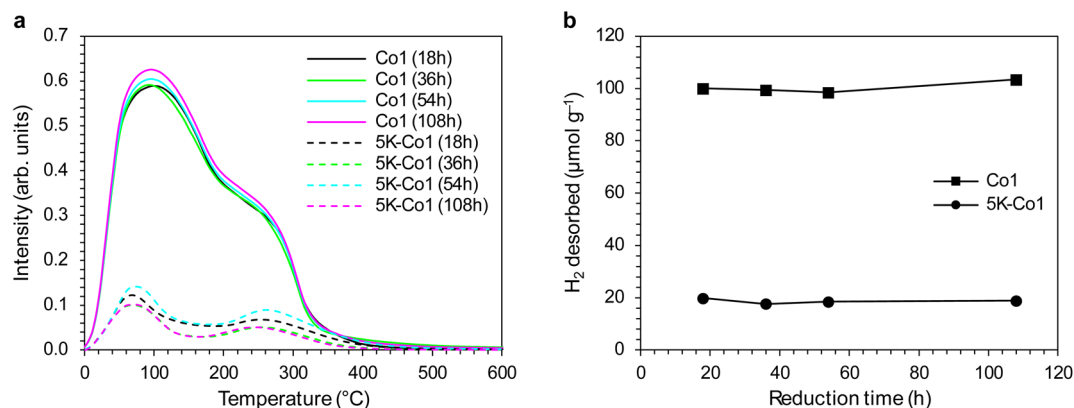 a
0.7
0.6
0.5
0.4
0.3
0.2
0.1
0.0
Intensity (arb. units)
0
100
200
300
400
500
600
Temperature (°C)
Co1 (18h)
Co1 (36h)
Co1 (54h)
Co1 (108h)
5K-Co1 (18h)
5K-Co1 (36h)
5K-Co1 (54h)
5K-Co1 (108h)
b
120
100
80
60
40
20
0
H₂ desorbed (µmol g⁻¹)
0
20
40
60
80
100
120
Reduction time (h)
Co1
5K-Co1